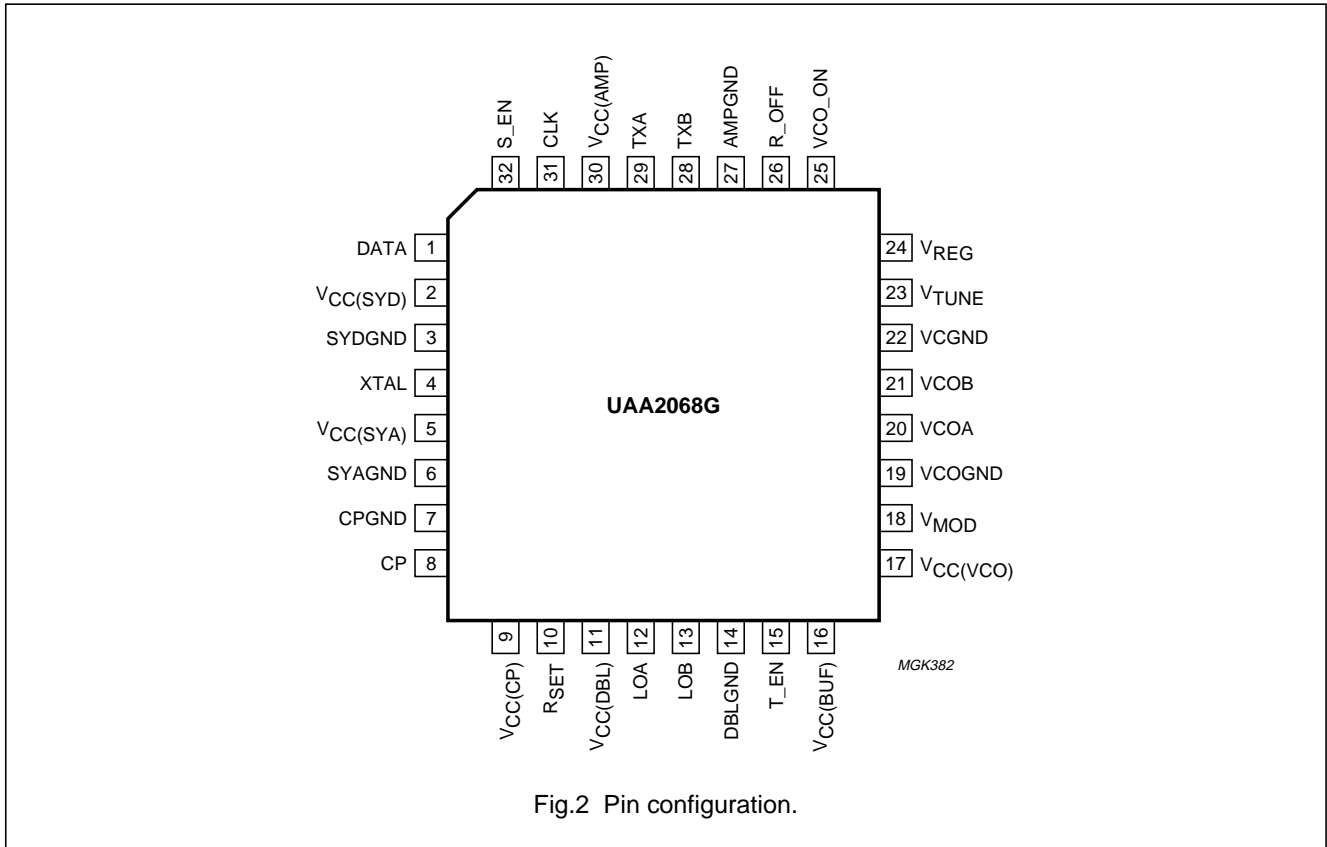 32 S_EN
31 CLK
30 VCC(AMP)
29 TXA
28 TXB
27 AMPGND
26 R_OFF
25 VCO_ON
DATA 1
VCC(SYD) 2
SYDGND 3
XTAL 4
VCC(SYA) 5
SYAGND 6
CPGND 7
CP 8
UAA2068G
24 VREG
23 VTUNE
22 VCGND
21 VCOB
20 VCOA
19 VCOGND
18 VMOD
17 VCC(VCO)
VCC(CP) 9
RSET 10
VCC(DBL) 11
LOA 12
LOB 13
DBLGND 14
T_EN 15
VCC(BUF) 16
MGK382
Fig.2 Pin configuration.